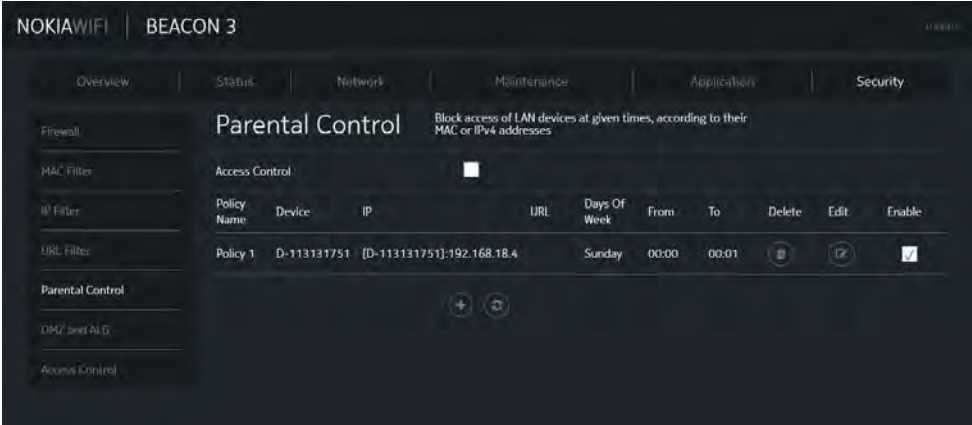 NOKIAWIFI | BEACON 3
Logout
Overview Status Network Maintenance Application Security
Firewall
MAC Filter
IP Filter
URL Filter
Parental Control
DMZ and ALG
Access Control
Parental Control
Block access of LAN devices at given times, according to their
MAC or IPv4 addresses
Access Control
Policy Name Device IP URL Days Of Week From To Delete Edit Enable
Policy 1 D-113131751 [D-113131751]:192.168.18.4 Sunday 00:00 00:01